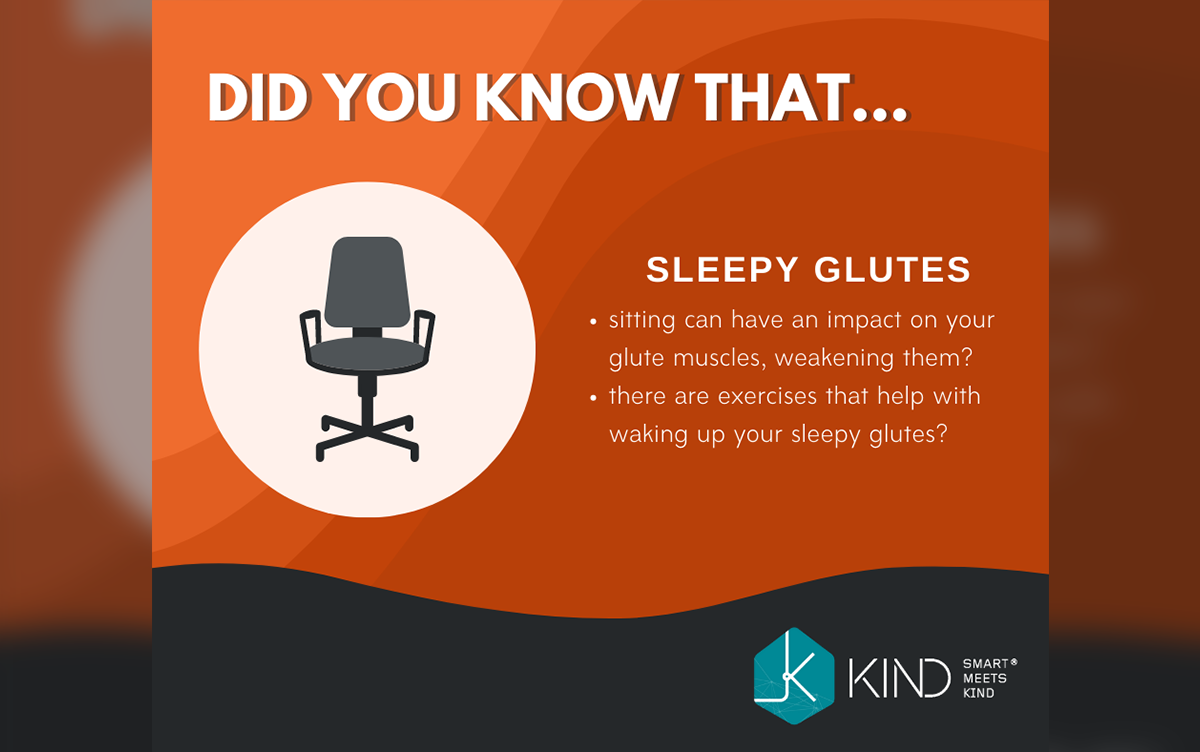 DID YOU KNOW THAT...
SLEEPY GLUTES
• sitting can have an impact on your
glute muscles, weakening them?
• there are exercises that help with
waking up your sleepy glutes?
K
KIND
SMART®
MEETS
KIND